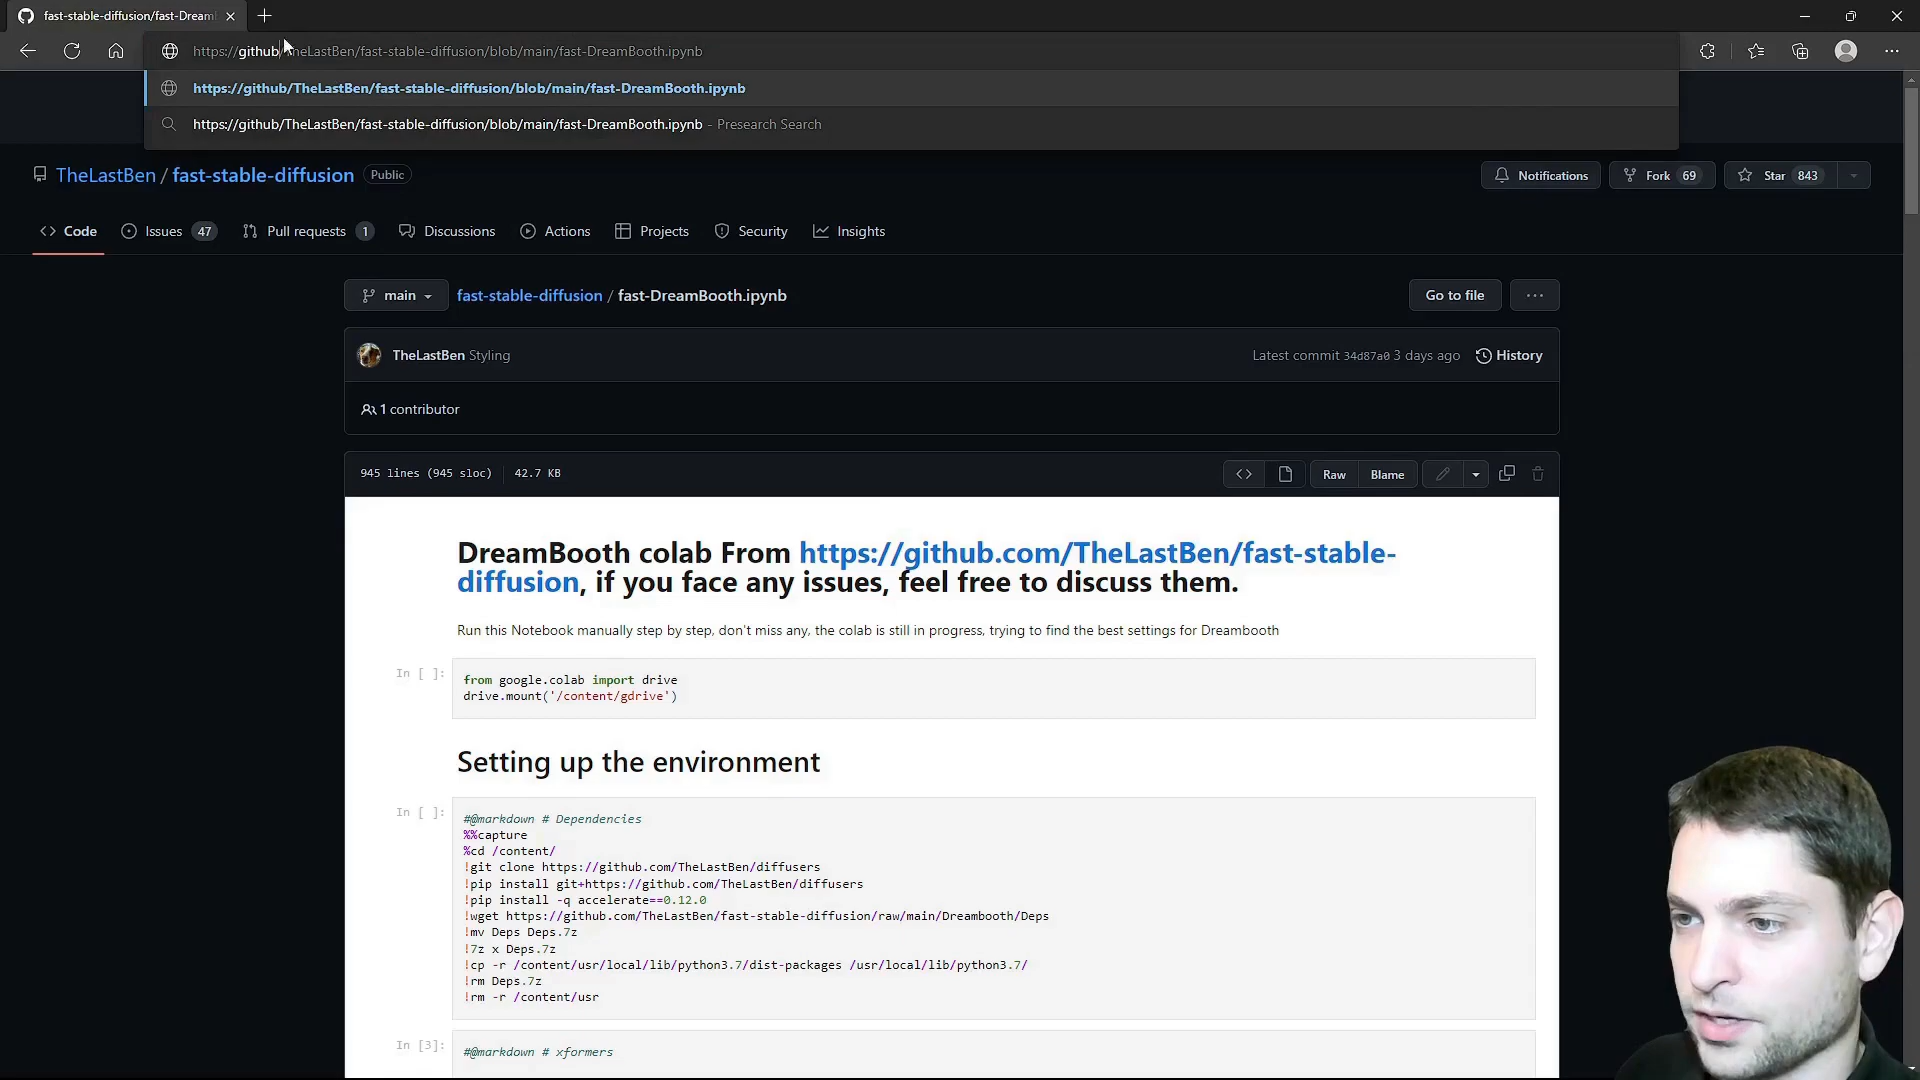 fast-stable-diffusion/fast-Dream
https://github/TheLastBen/fast-stable-diffusion/blob/main/fast-DreamBooth.ipynb
https://github/TheLastBen/fast-stable-diffusion/blob/main/fast-DreamBooth.ipynb
https://github/TheLastBen/fast-stable-diffusion/blob/main/fast-DreamBooth.ipynb - Presearch Search
TheLastBen / fast-stable-diffusion Public
Notifications Fork 69 Star 843
Code Issues 47 Pull requests 1 Discussions Actions Projects Security Insights
main fast-stable-diffusion / fast-DreamBooth.ipynb Go to file ...
TheLastBen Styling Latest commit 34d87a0 3 days ago History
1 contributor
945 lines (945 sloc) 42.7 KB Raw Blame
DreamBooth colab From https://github.com/TheLastBen/fast-stable-
diffusion, if you face any issues, feel free to discuss them.
Run this Notebook manually step by step, don't miss any, the colab is still in progress, trying to find the best settings for Dreambooth
In [ ]: from google.colab import drive
drive.mount('/content/gdrive')
Setting up the environment
In [ ]: #@markdown # Dependencies
%%capture
%cd /content/
!git clone https://github.com/TheLastBen/diffusers
!pip install git+https://github.com/TheLastBen/diffusers
!pip install -q accelerate==0.12.0
!wget https://github.com/TheLastBen/fast-stable-diffusion/raw/main/Dreambooth/Deps
!mv Deps Deps.7z
!7z x Deps.7z
!cp -r /content/usr/local/lib/python3.7/dist-packages /usr/local/lib/python3.7/
!rm Deps.7z
!rm -r /content/usr
In [3]: #@markdown # xformers